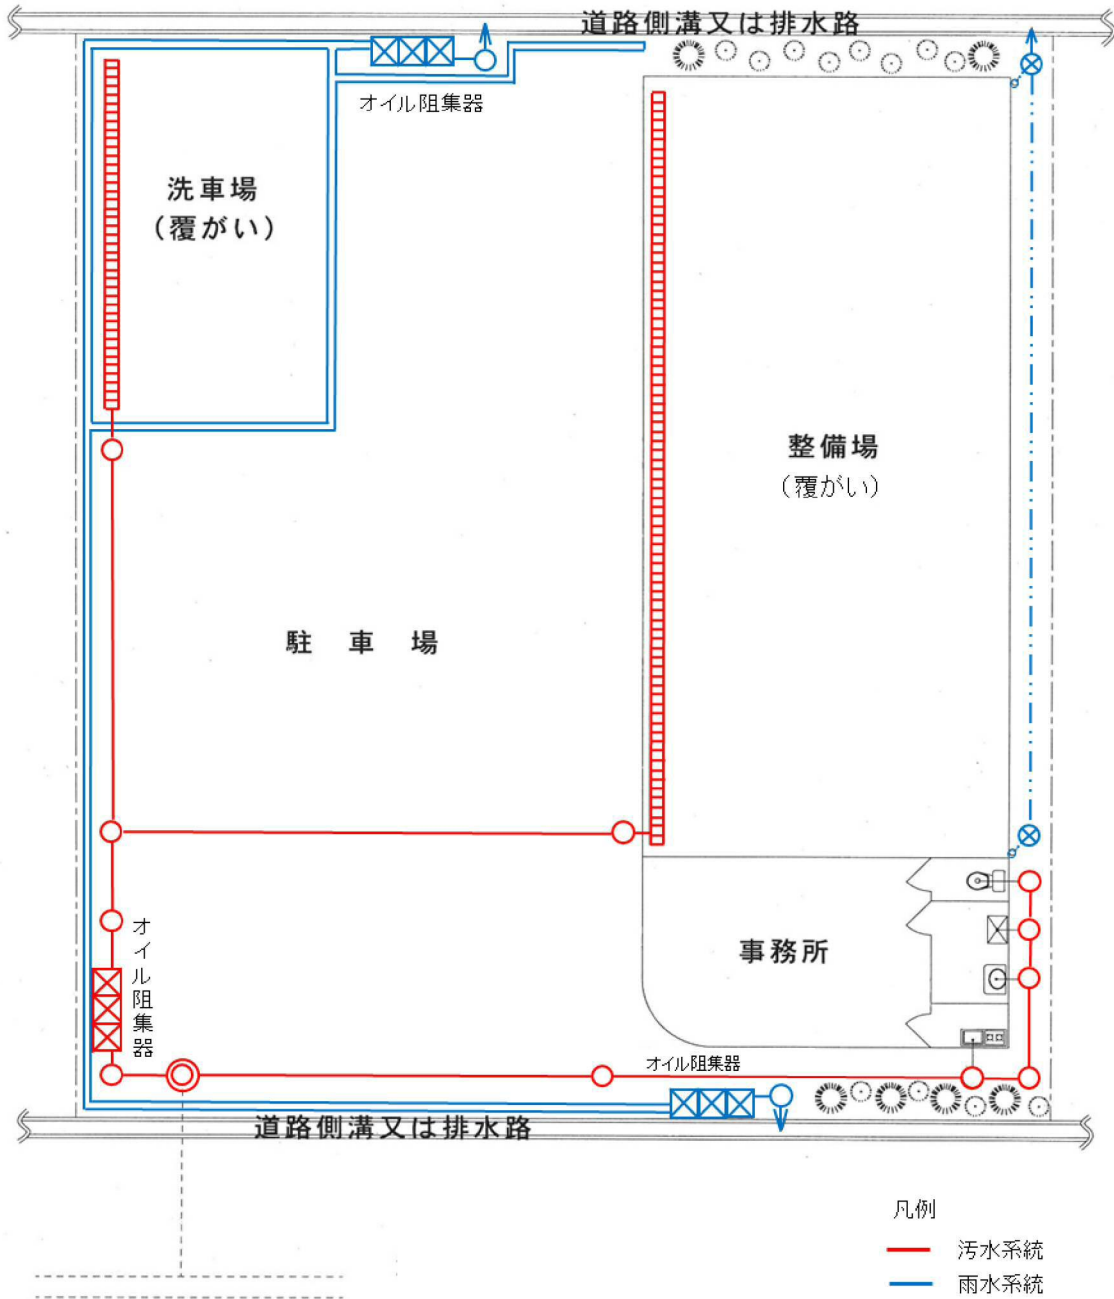 道路側溝又は排水路
オイル阻集器
洗車場
（覆がい）
整備場
（覆がい）
駐車場
オイル阻集器
事務所
オイル阻集器
道路側溝又は排水路
凡例
汚水系統
雨水系統